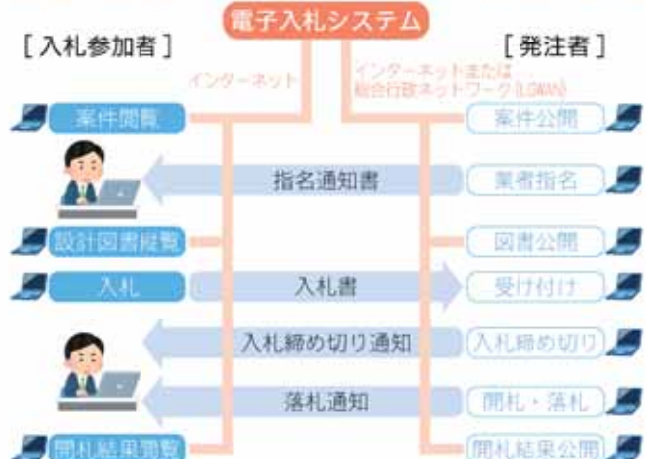 電子入札システム
[入札参加者]
[発注者]
インターネット
インターネットまたは
総合行政ネットワーク(LGWAN)
案件閲覧
案件公開
指名通知書
業者指名
設計図書縦覧
図書公開
入札
入札書
受け付け
入札締め切り通知
入札締め切り
落札通知
開札・落札
開札結果閲覧
開札結果公開